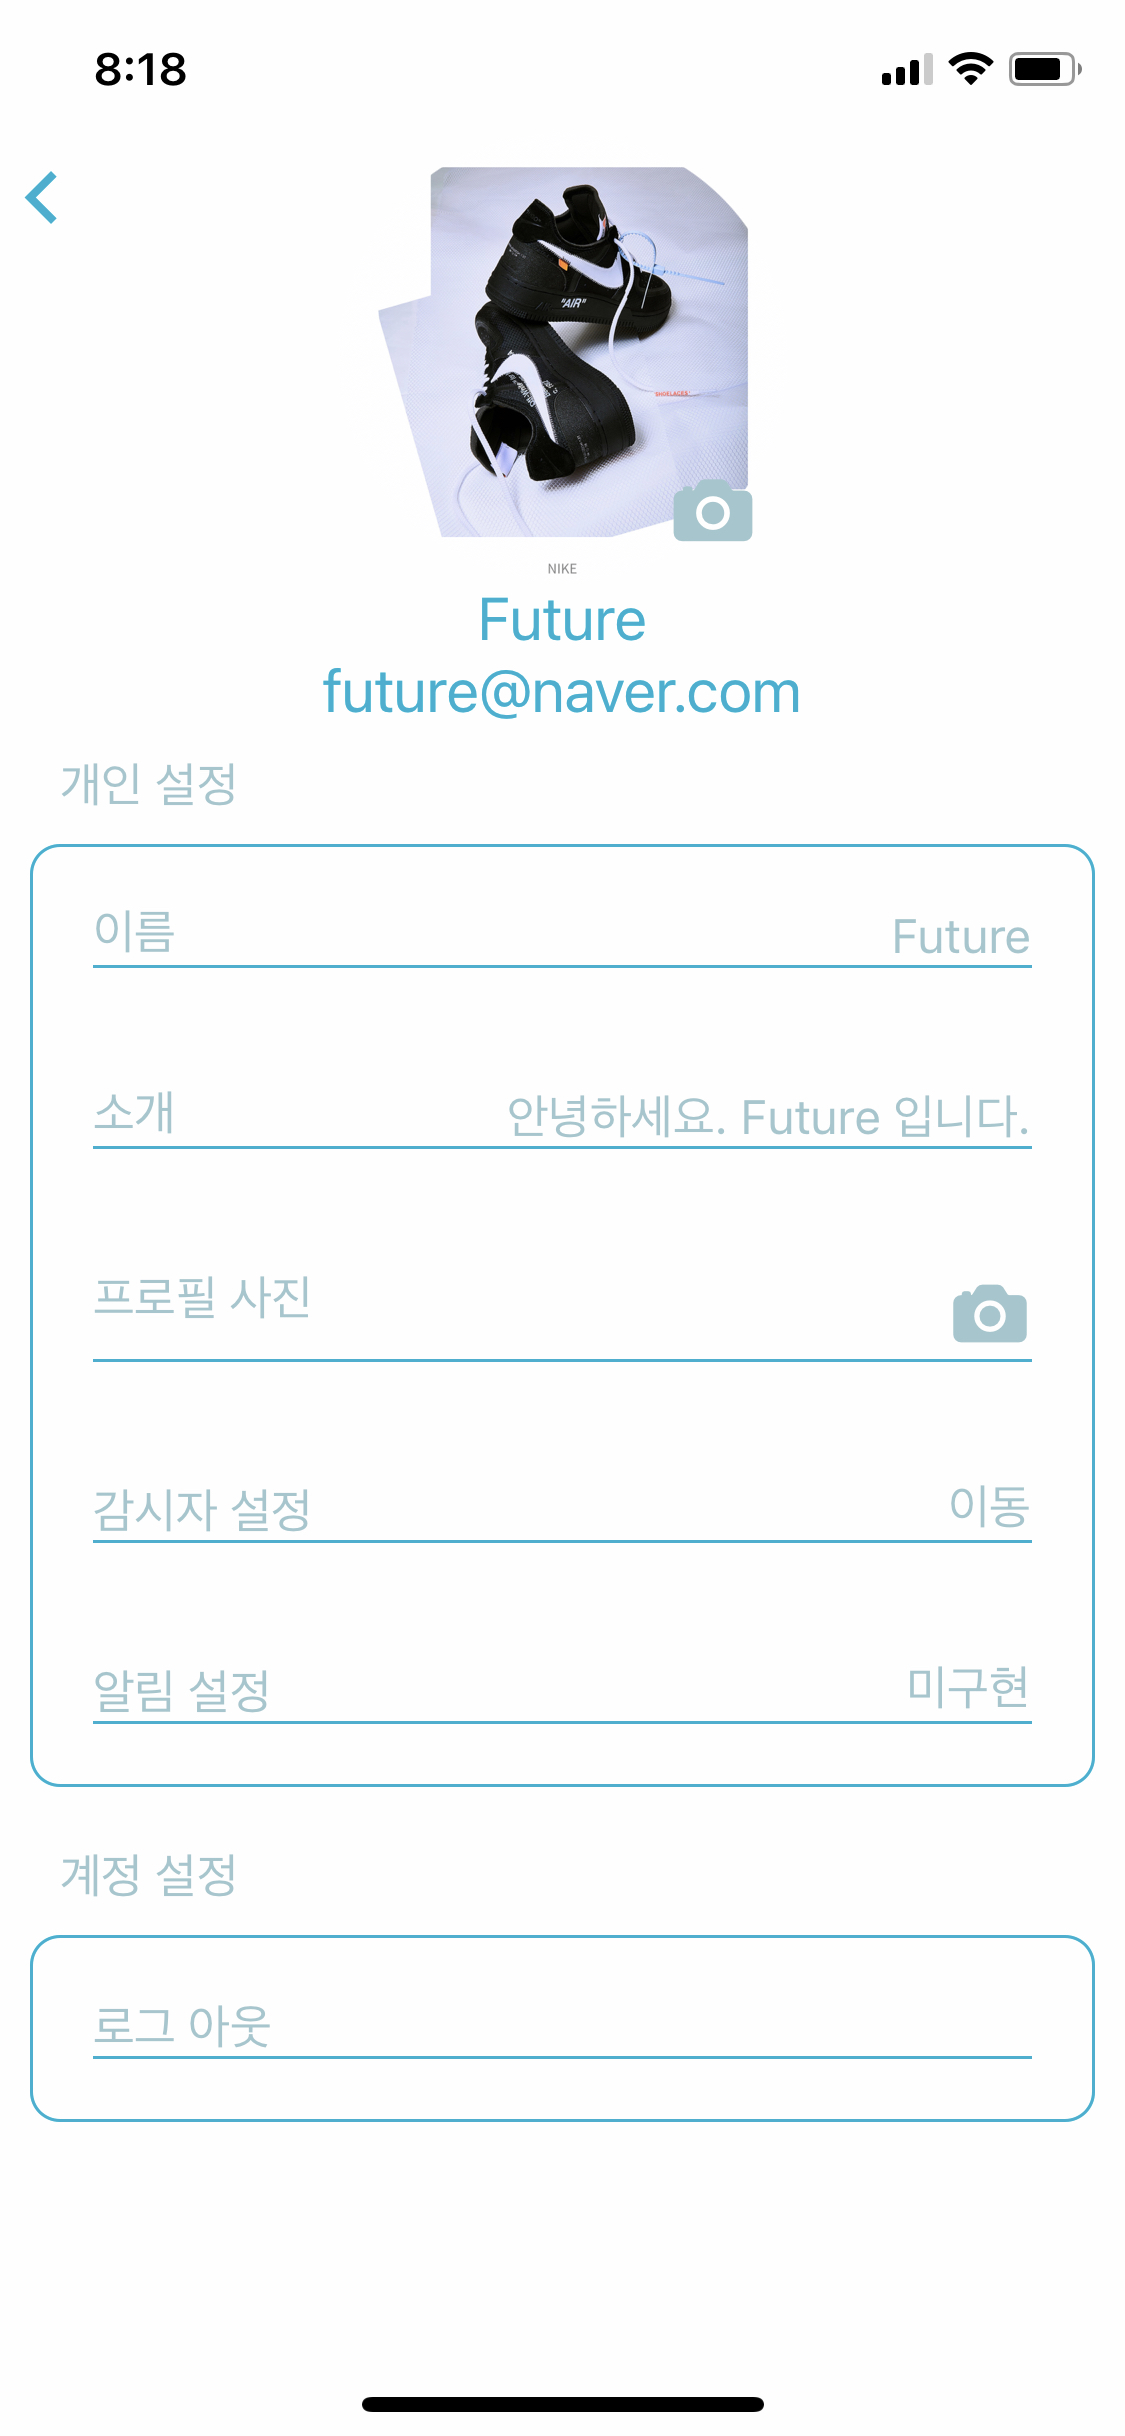 8:18
"AIR"
SHOELACES
NIKE
Future
future@naver.com
개인 설정
이름 Future
소개 안녕하세요. Future 입니다.
프로필 사진
감시자 설정 이동
알림 설정 미구현
계정 설정
로그 아웃